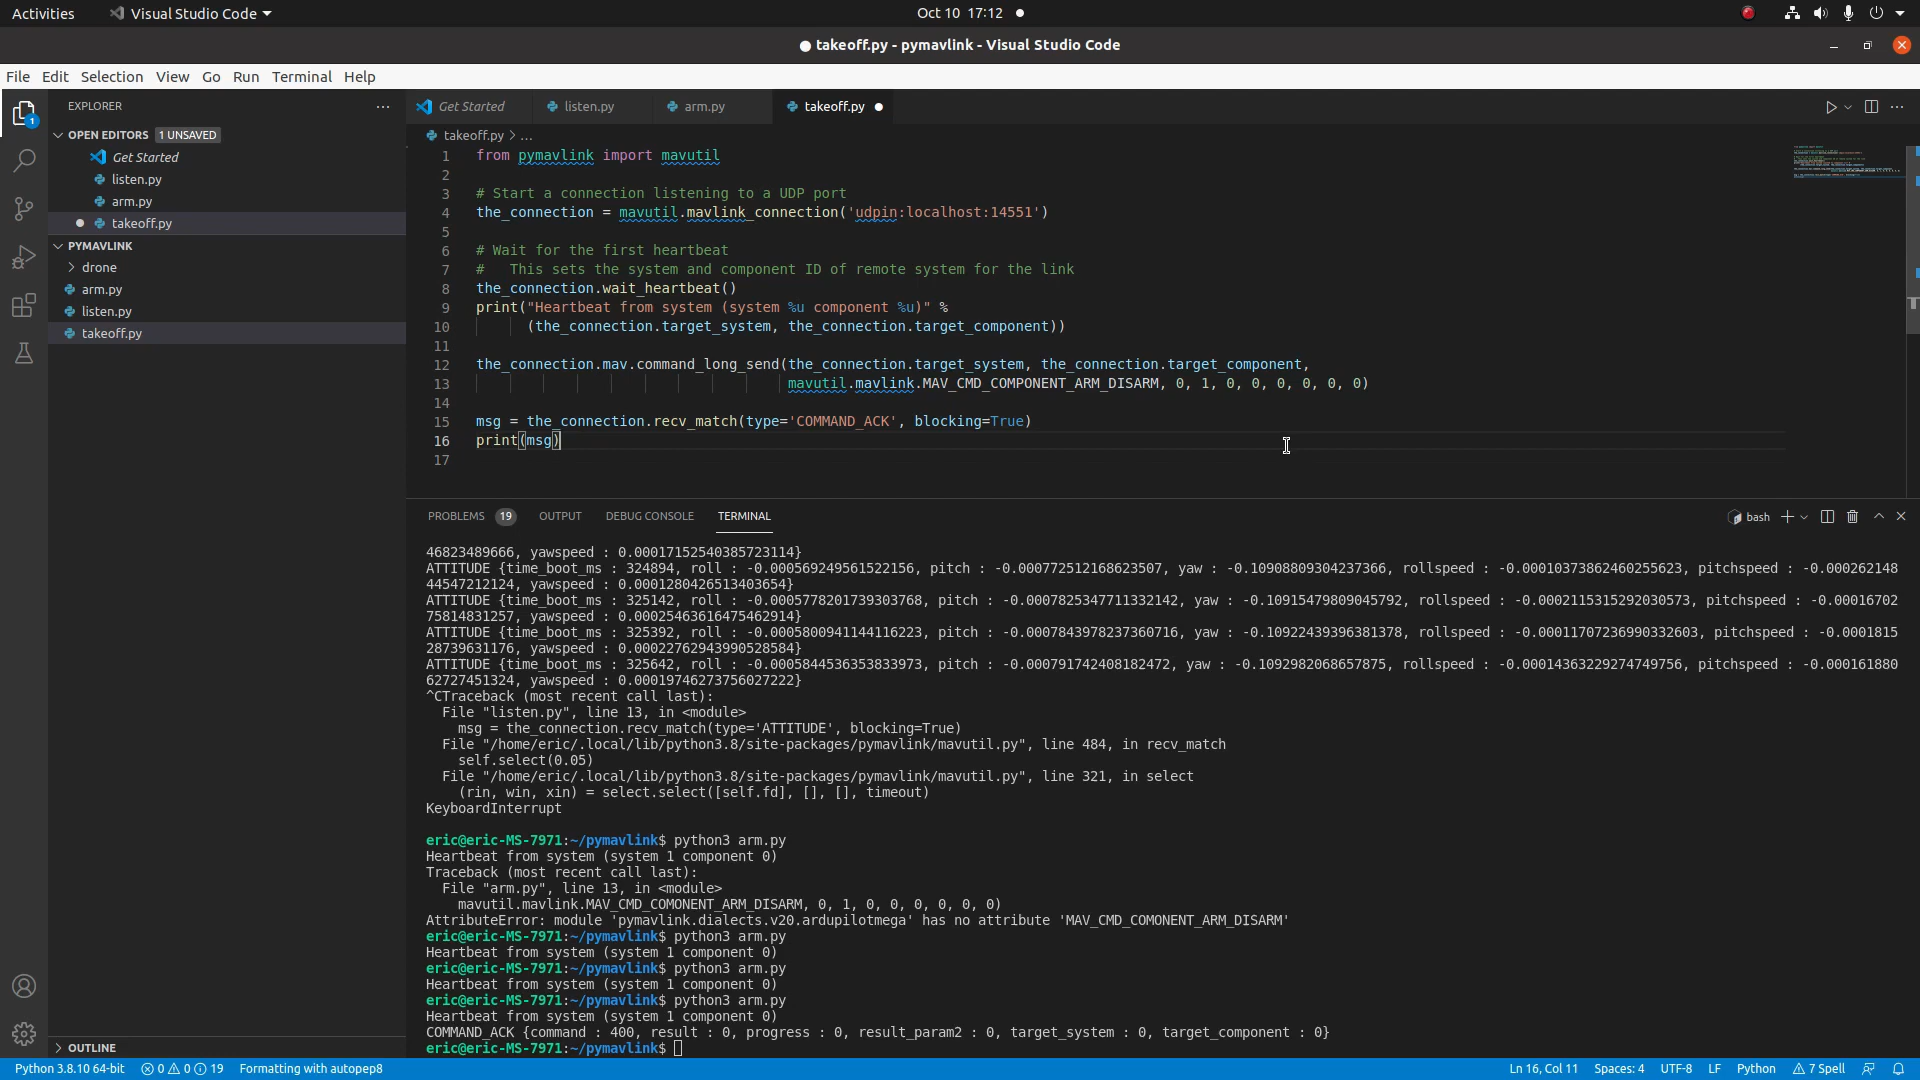 Activities
Visual Studio Code
Oct 10 17:12
takeoff.py - pymavlink - Visual Studio Code
File Edit Selection View Go Run Terminal Help
EXPLORER
OPEN EDITORS 1 UNSAVED
Get Started
listen.py
arm.py
takeoff.py
PYMAVLINK
drone
arm.py
listen.py
takeoff.py
OUTLINE
1
Get Started listen.py arm.py takeoff.py
takeoff.py > ...
1 from pymavlink import mavutil
2
3 # Start a connection listening to a UDP port
4 the_connection = mavutil.mavlink_connection('udpin:localhost:14551')
5
6 # Wait for the first heartbeat
7 #   This sets the system and component ID of remote system for the link
8 the_connection.wait_heartbeat()
9 print("Heartbeat from system (system %u component %u)" %
10 (the_connection.target_system, the_connection.target_component))
11
12 the_connection.mav.command_long_send(the_connection.target_system, the_connection.target_component,
13 mavutil.mavlink.MAV_CMD_COMPONENT_ARM_DISARM, 0, 1, 0, 0, 0, 0, 0, 0)
14
15 msg = the_connection.recv_match(type='COMMAND_ACK', blocking=True)
16 print(msg)
17
PROBLEMS 19 OUTPUT DEBUG CONSOLE TERMINAL
bash
46823489666, yawspeed : 0.00017152540385723114}
ATTITUDE {time_boot_ms : 324894, roll : -0.000569249561522156, pitch : -0.000772512168623507, yaw : -0.10908809304237366, rollspeed : -0.00010373862460255623, pitchspeed : -0.000262148
44547212124, yawspeed : 0.0001280426513403654}
ATTITUDE {time_boot_ms : 325142, roll : -0.0005778201739303768, pitch : -0.0007825347711332142, yaw : -0.10915479809045792, rollspeed : -0.0002115315292030573, pitchspeed : -0.00016702
75814831257, yawspeed : 0.00025463616475462914}
ATTITUDE {time_boot_ms : 325392, roll : -0.0005800941144116223, pitch : -0.0007843978237360716, yaw : -0.10922439396381378, rollspeed : -0.00011707236990332603, pitchspeed : -0.0001815
28739631176, yawspeed : 0.00022762943990528584}
ATTITUDE {time_boot_ms : 325642, roll : -0.0005844536353833973, pitch : -0.000791742408182472, yaw : -0.1092982068657875, rollspeed : -0.00014363229274749756, pitchspeed : -0.000161880
62727451324, yawspeed : 0.00019746273756027222}
^CTraceback (most recent call last):
File "listen.py", line 13, in <module>
msg = the_connection.recv_match(type='ATTITUDE', blocking=True)
File "/home/eric/.local/lib/python3.8/site-packages/pymavlink/mavutil.py", line 484, in recv_match
self.select(0.05)
File "/home/eric/.local/lib/python3.8/site-packages/pymavlink/mavutil.py", line 321, in select
(rin, win, xin) = select.select([self.fd], [], [], timeout)
KeyboardInterrupt
eric@eric-MS-7971:~/pymavlink$ python3 arm.py
Heartbeat from system (system 1 component 0)
Traceback (most recent call last):
File "arm.py", line 13, in <module>
mavutil.mavlink.MAV_CMD_COMONENT_ARM_DISARM, 0, 1, 0, 0, 0, 0, 0, 0)
AttributeError: module 'pymavlink.dialects.v20.ardupilotmega' has no attribute 'MAV_CMD_COMONENT_ARM_DISARM'
eric@eric-MS-7971:~/pymavlink$ python3 arm.py
Heartbeat from system (system 1 component 0)
eric@eric-MS-7971:~/pymavlink$ python3 arm.py
Heartbeat from system (system 1 component 0)
eric@eric-MS-7971:~/pymavlink$ python3 arm.py
Heartbeat from system (system 1 component 0)
COMMAND_ACK {command : 400, result : 0, progress : 0, result_param2 : 0, target_system : 0, target_component : 0}
eric@eric-MS-7971:~/pymavlink$
Python 3.8.10 64-bit 0 0 19 Formatting with autopep8 Ln 16, Col 11 Spaces: 4 UTF-8 LF Python 7 Spell